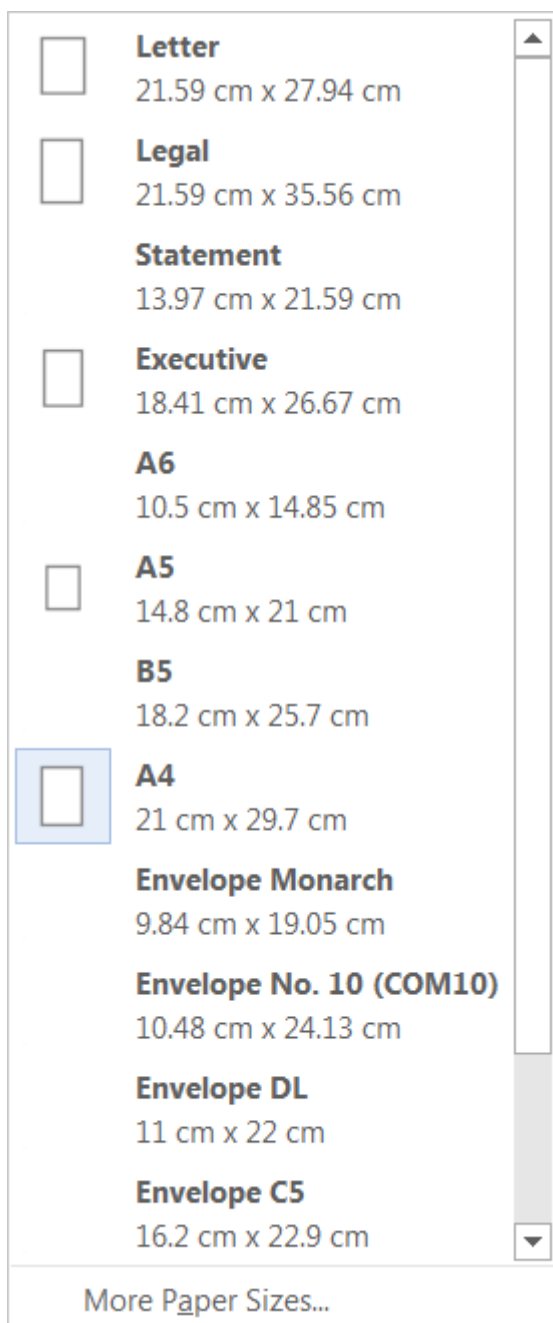 Letter
21.59 cm x 27.94 cm
Legal
21.59 cm x 35.56 cm
Statement
13.97 cm x 21.59 cm
Executive
18.41 cm x 26.67 cm
A6
10.5 cm x 14.85 cm
A5
14.8 cm x 21 cm
B5
18.2 cm x 25.7 cm
A4
21 cm x 29.7 cm
Envelope Monarch
9.84 cm x 19.05 cm
Envelope No. 10 (COM10)
10.48 cm x 24.13 cm
Envelope DL
11 cm x 22 cm
Envelope C5
16.2 cm x 22.9 cm
More Paper Sizes...